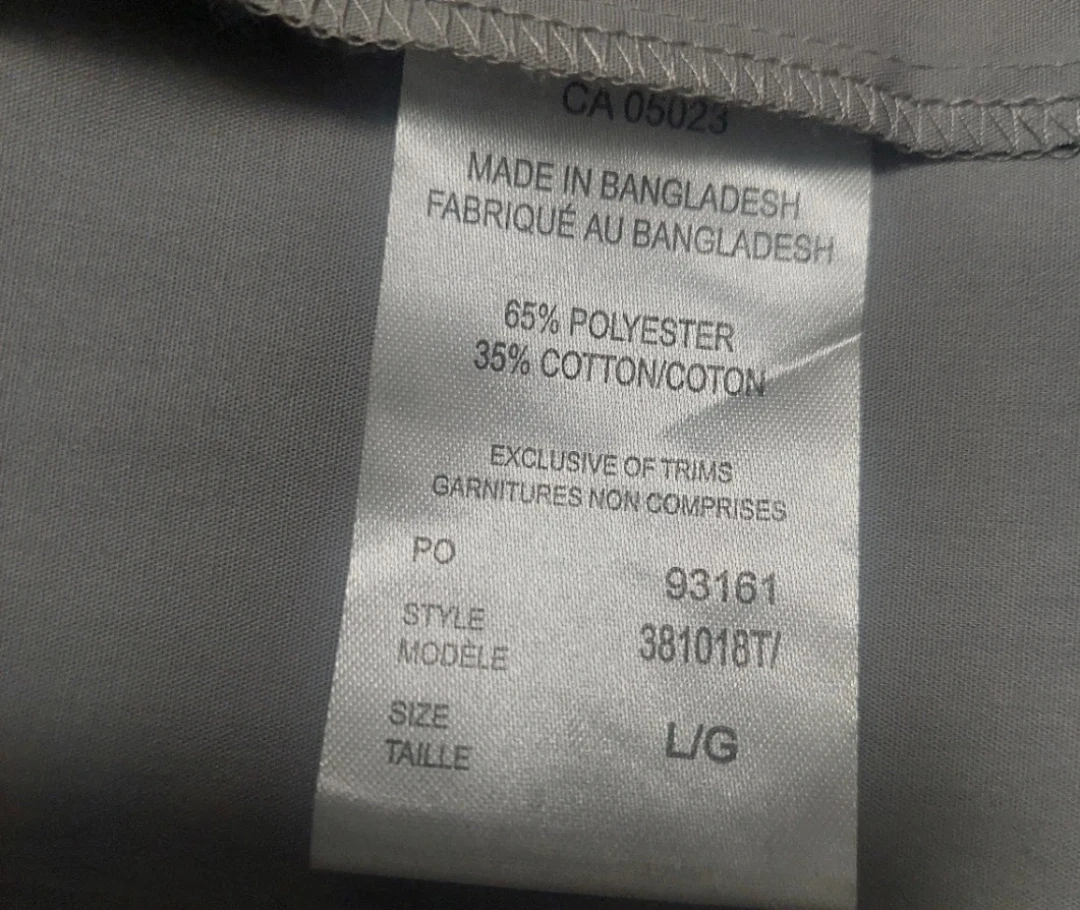 CA 05023
MADE IN BANGLADESH
FABRIQUÉ AU BANGLADESH
65% POLYESTER
35% COTTON/COTON
EXCLUSIVE OF TRIMS
GARNITURES NON COMPRISES
PO 93161
STYLE 381018T/
MODÈLE
SIZE L/G
TAILLE